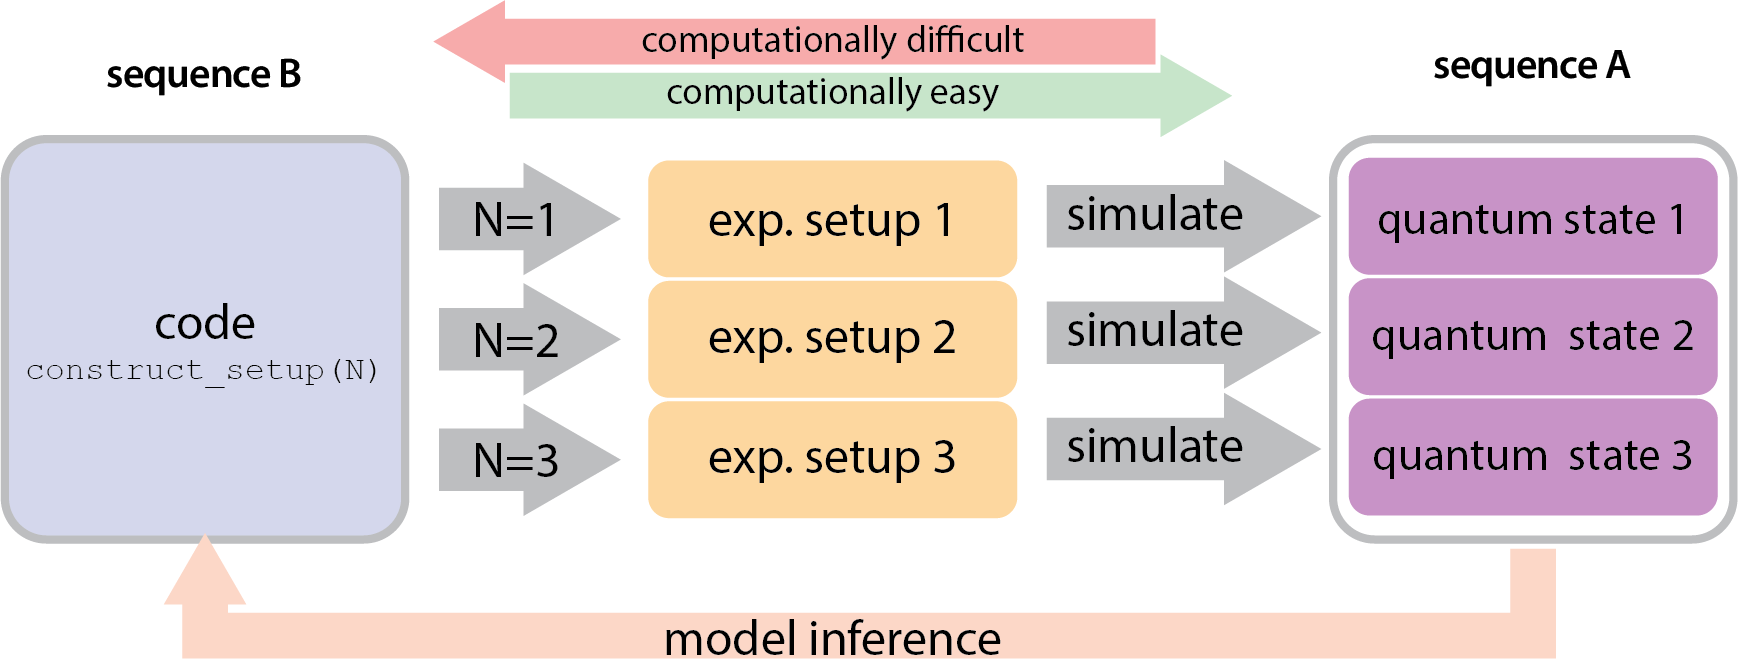 computationally difficult
computationally easy
sequence B
sequence A
code
construct_setup(N)
N=1
exp. setup 1
simulate
quantum state 1
N=2
exp. setup 2
simulate
quantum state 2
N=3
exp. setup 3
simulate
quantum state 3
model inference